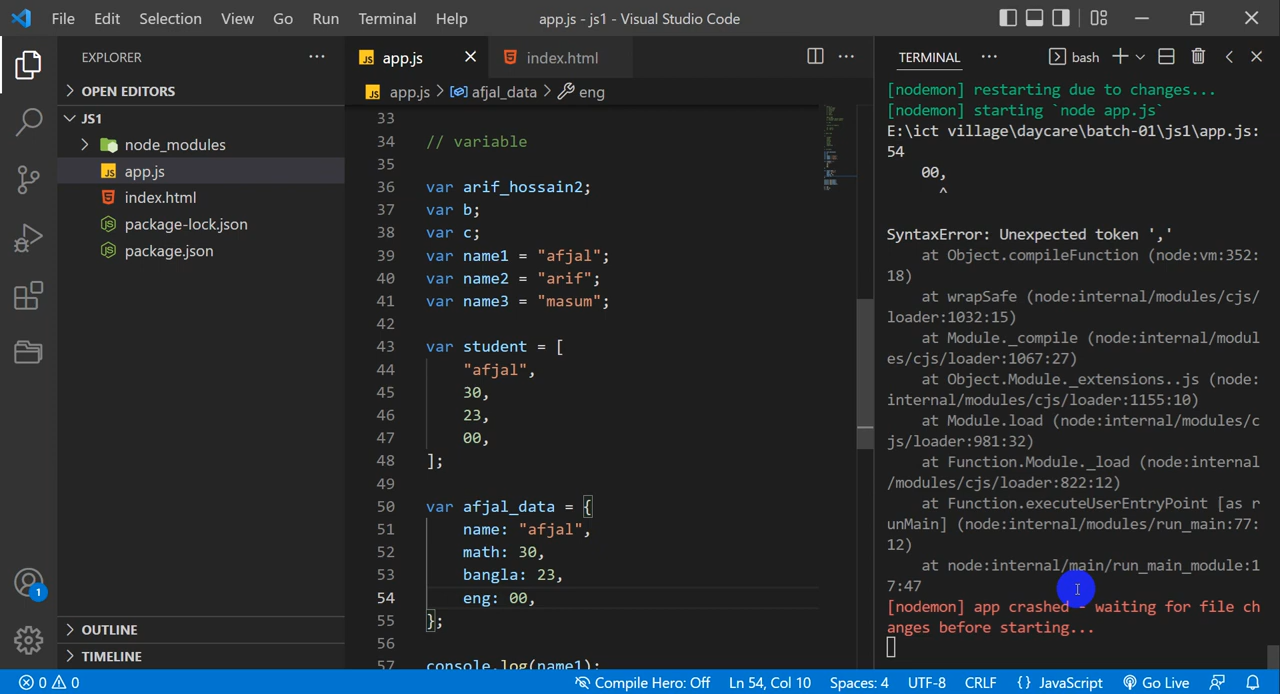 File Edit Selection View Go Run Terminal Help app.js - js1 - Visual Studio Code
EXPLORER
OPEN EDITORS
JS1
node_modules
app.js
index.html
package-lock.json
package.json
OUTLINE
TIMELINE
1
app.js index.html
app.js > afjal_data > eng
33
34 // variable
35
36 var arif_hossain2;
37 var b;
38 var c;
39 var name1 = "afjal";
40 var name2 = "arif";
41 var name3 = "masum";
42
43 var student = [
44 "afjal",
45 30,
46 23,
47 00,
48 ];
49
50 var afjal_data = {
51 name: "afjal",
52 math: 30,
53 bangla: 23,
54 eng: 00,
55 };
56
57 console.log(name1);
TERMINAL bash
[nodemon] restarting due to changes...
[nodemon] starting `node app.js`
E:\ict village\daycare\batch-01\js1\app.js:
54
00,
^
SyntaxError: Unexpected token ','
at Object.compileFunction (node:vm:352:
18)
at wrapSafe (node:internal/modules/cjs/
loader:1032:15)
at Module._compile (node:internal/modul
es/cjs/loader:1067:27)
at Object.Module._extensions..js (node:
internal/modules/cjs/loader:1155:10)
at Module.load (node:internal/modules/c
js/loader:981:32)
at Function.Module._load (node:internal
/modules/cjs/loader:822:12)
at Function.executeUserEntryPoint [as r
unMain] (node:internal/modules/run_main:77:
12)
at node:internal/main/run_main_module:1
7:47
[nodemon] app crashed - waiting for file ch
anges before starting...
0 0 Compile Hero: Off Ln 54, Col 10 Spaces: 4 UTF-8 CRLF {} JavaScript Go Live